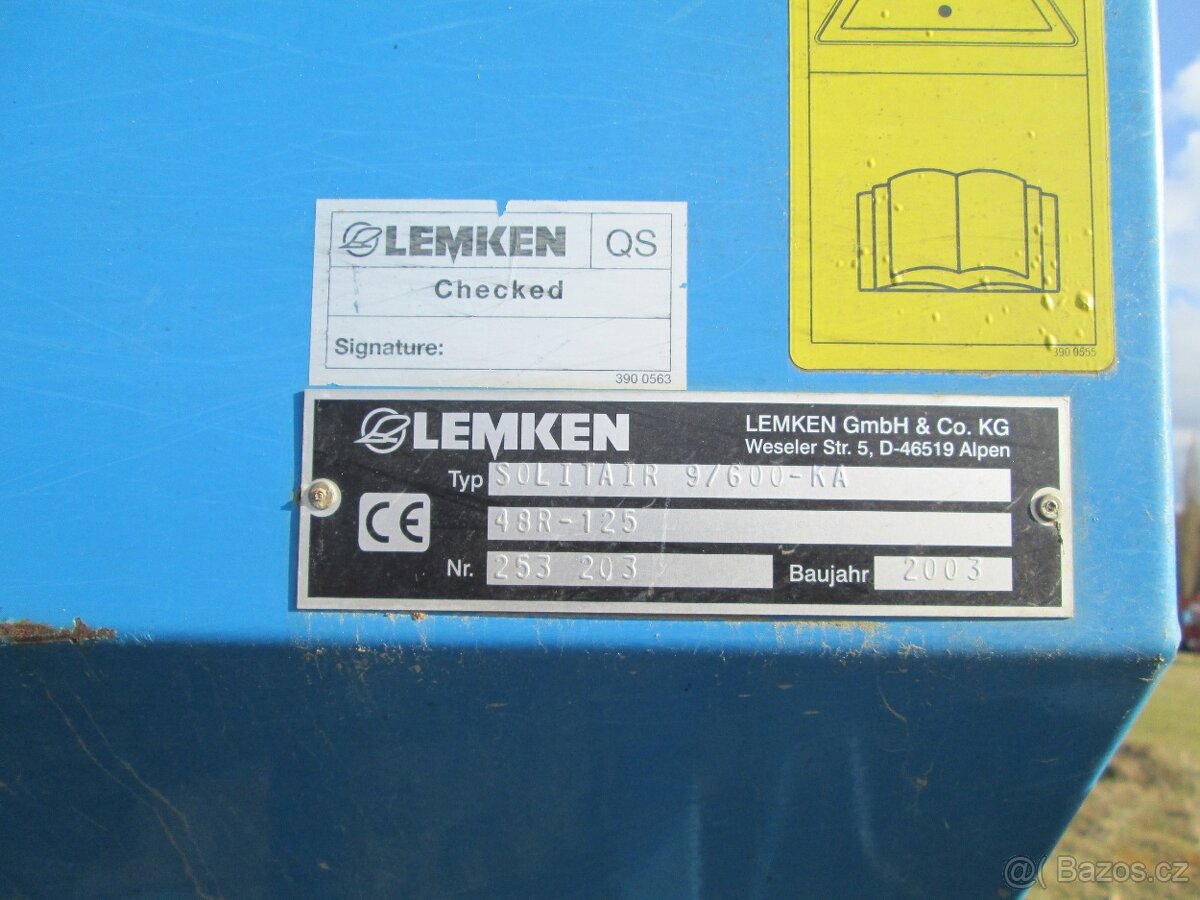 LEMKEN QS
Checked
Signature:
390 0563
390 0555
LEMKEN
LEMKEN GmbH & Co. KG
Weseler Str. 5, D-46519 Alpen
Typ SOLITAIR 9/600-KA
48R-125
CE
Nr. 253 203 Baujahr 2003
@( Bazos.cz